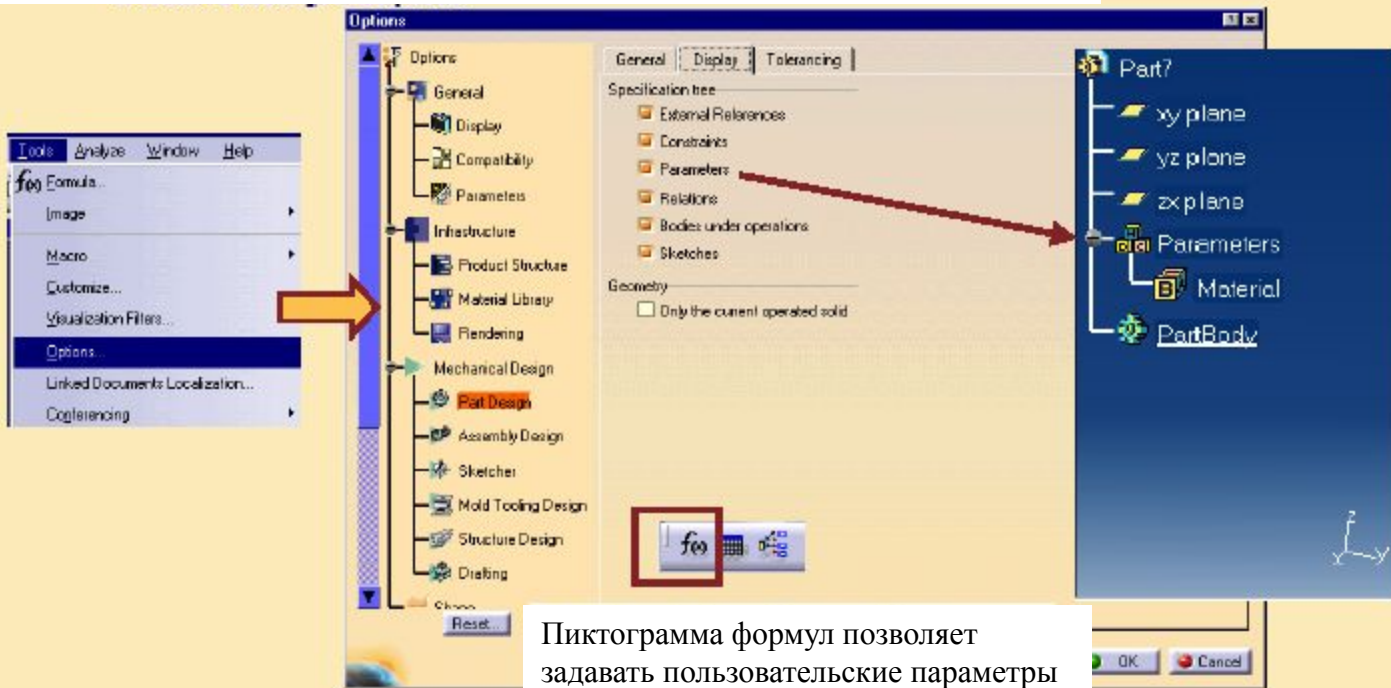 Options
Tools Analyze Window Help
f(x) Formula...
Image
Macro
Customize...
Visualization Filters...
Options...
Linked Documents Localization...
Conferencing
Options
General
Display
Compatibility
Parameters
Infrastructure
Product Structure
Material Library
Rendering
Mechanical Design
Part Design
Assembly Design
Sketcher
Mold Tooling Design
Structure Design
Drafting
Shape
Reset...
General Display Tolerancing
Specification tree
External References
Constraints
Parameters
Relations
Bodies under operations
Sketches
Geometry
Only the current operated solid
f(x)
Part7
xy plane
yz plane
zx plane
Parameters
Material
PartBody
z
x y
Пиктограмма формул позволяет
задавать пользовательские параметры
OK Cancel